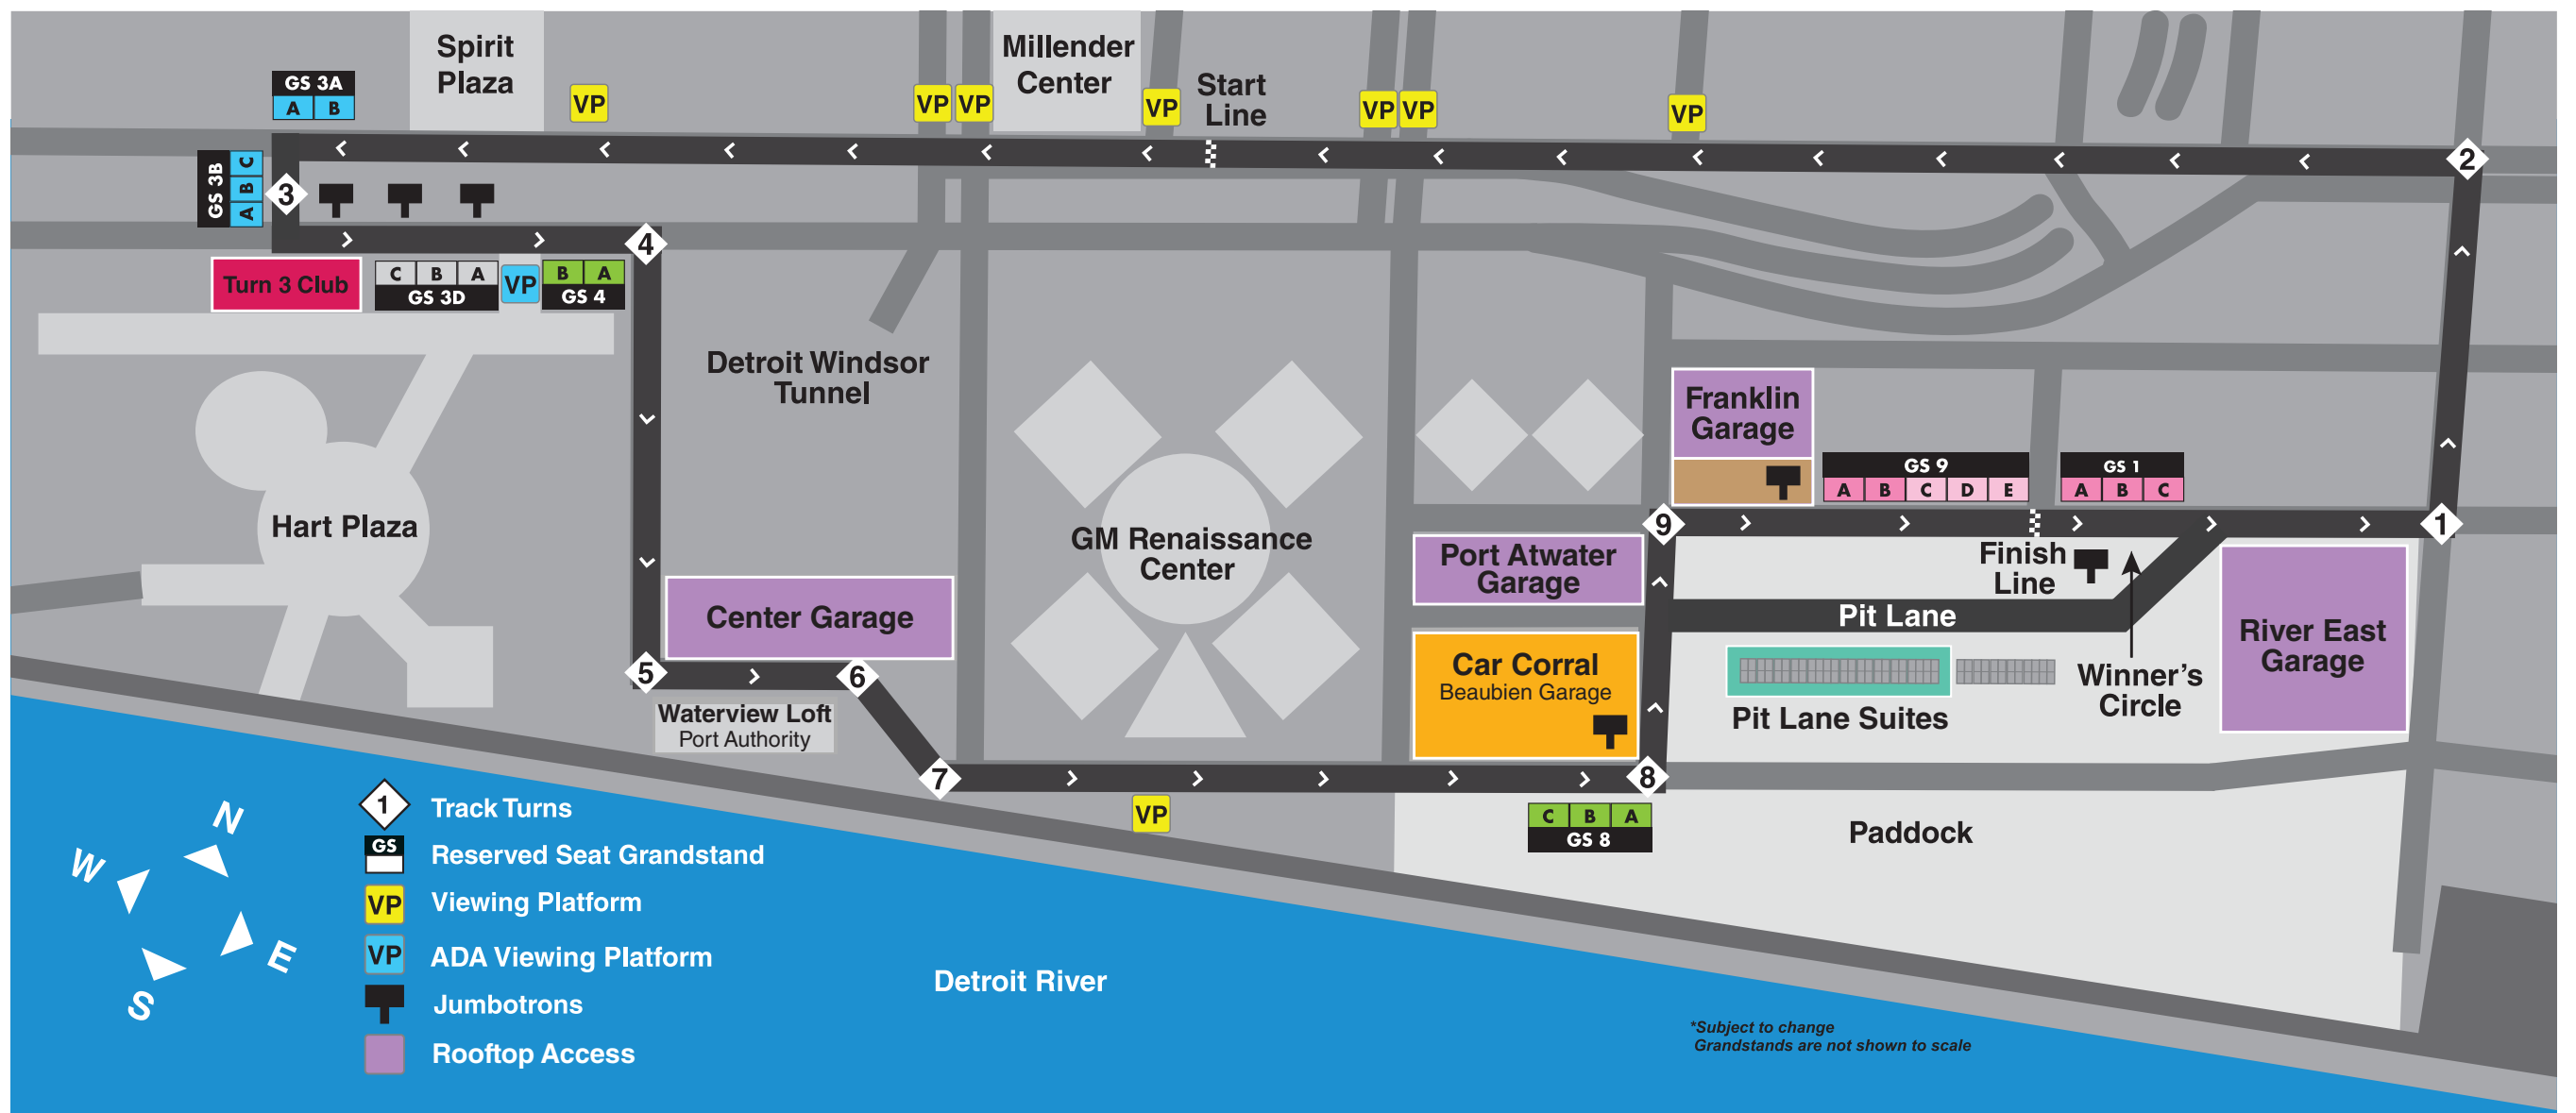 Spirit
Plaza
Millender
Center
GS 3A
A B
VP
VP
VP
VP
Start
Line
VP
VP
VP
2
GS 3B
A B C
3
4
Turn 3 Club
C B A
GS 3D
VP
B A
GS 4
Detroit Windsor
Tunnel
Franklin
Garage
GS 9
A B C D E
GS 1
A B C
Hart Plaza
GM Renaissance
Center
9
1
Port Atwater
Garage
Finish
Line
Center Garage
Pit Lane
River East
Garage
5
6
Car Corral
Beaubien Garage
Winner’s
Circle
Pit Lane Suites
Waterview Loft
Port Authority
7
8
VP
C B A
GS 8
Paddock
N
W
E
S
1 Track Turns
GS Reserved Seat Grandstand
VP Viewing Platform
VP ADA Viewing Platform
Jumbotrons
Rooftop Access
Detroit River
*Subject to change
Grandstands are not shown to scale